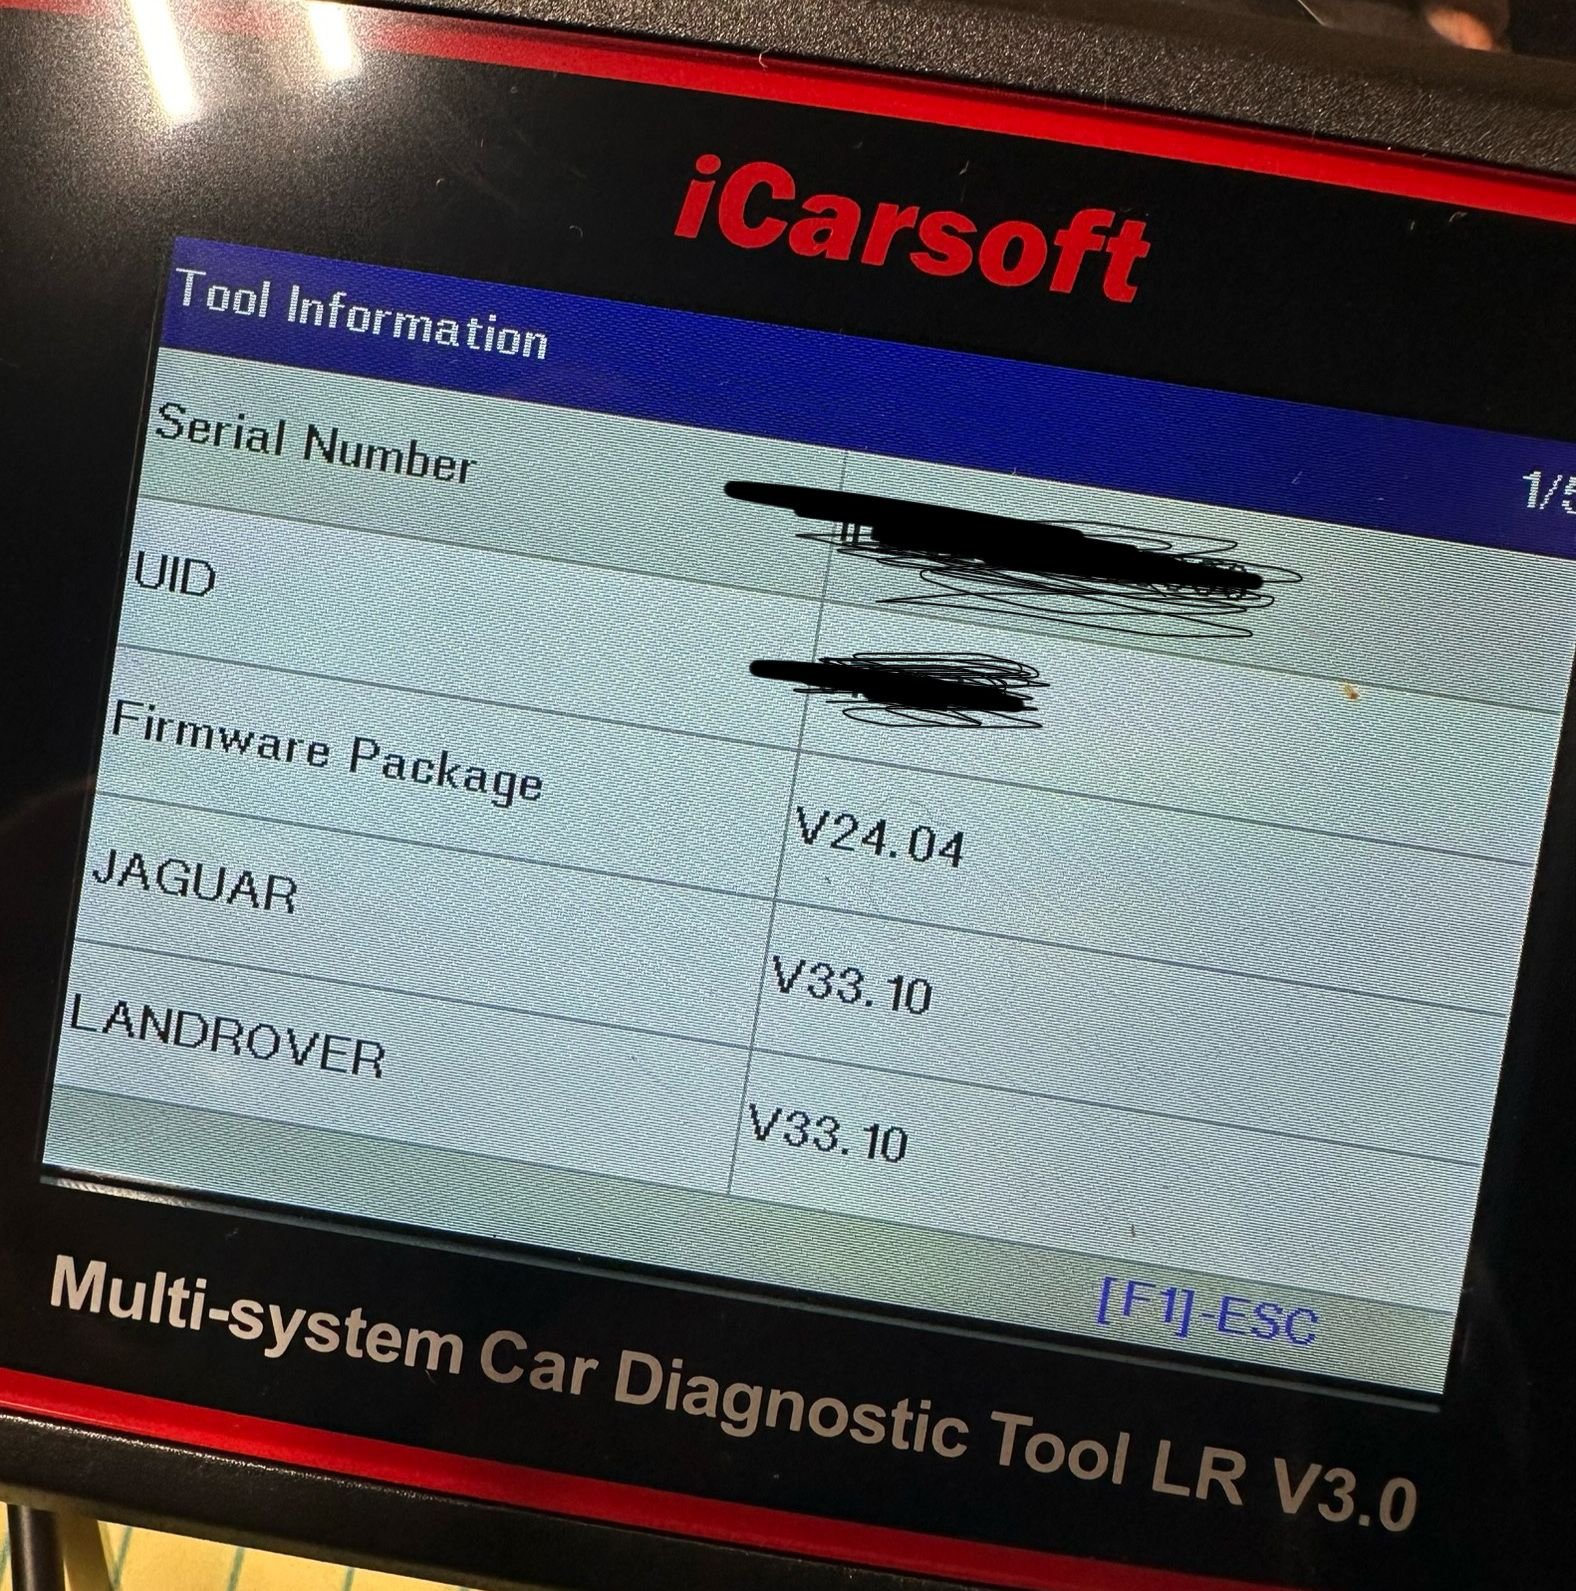 iCarsoft
Tool Information
1/5
Serial Number
UID
Firmware Package V24.04
JAGUAR V33.10
LANDROVER V33.10
[F1]-ESC
Multi-system Car Diagnostic Tool LR V3.0